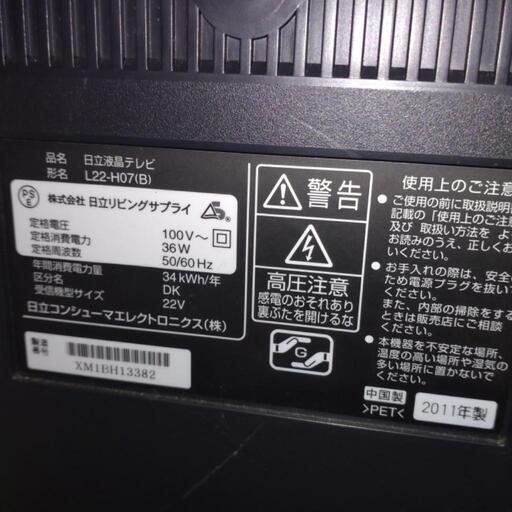 品名 日立液晶テレビ
形名 L22-H07(B)
PS
E
株式会社 日立リビングサプライ
定格電圧 100V～
定格消費電力 36W
定格周波数 50/60Hz
年間消費電力量 34kWh/年
区分名 DK
受信機型サイズ 22V
日立コンシューマエレクトロニクス(株)
製造
番号
XM1BH13382
警告
高圧注意
感電のおそれあり
裏ぶたを開けるな
G
使用上のご注意
●ご使用の前に取扱説明
記載の「使用上のご注意
及び 取扱い方法を よ
お読みのうえ、正しくお
いください。
●お手入れの際は、安全
ため電源プラグを抜いて
ください。
また、内部の掃除をする
ときは販売店にご相談
ください。
●本機器を不安定な場所、
温度の高い場所や湿気の
多い場所に置かないで
ください。
中国製
>PET<
2011年製